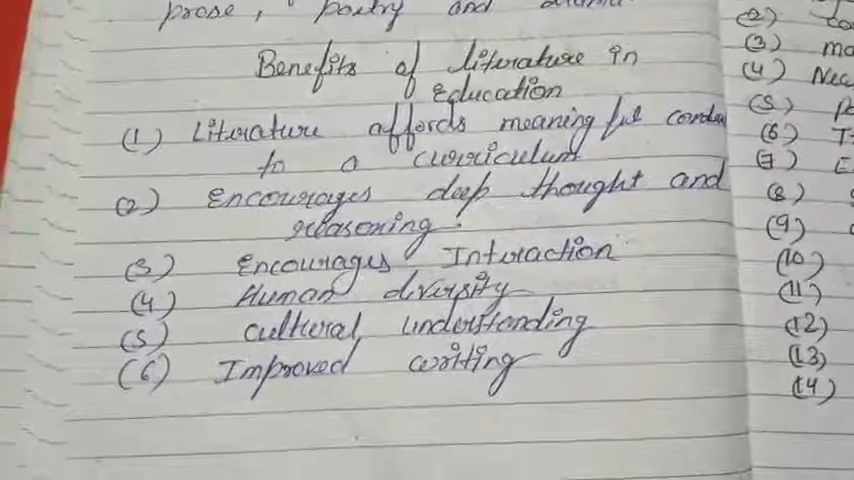 prose, poetry and
Benefits of literature in
Education
(1) Literature affords meaningful
to a curriculum
(2) Encourages deep thought and
reasoning.
(3) Encourages Interaction
(4) Human diversity
(5) cultural understanding
(6) Improved writing
(2)
(3)
(4)
(5)
(6)
(7)
(8)
(9)
(10)
(11)
(12)
(13)
(14)